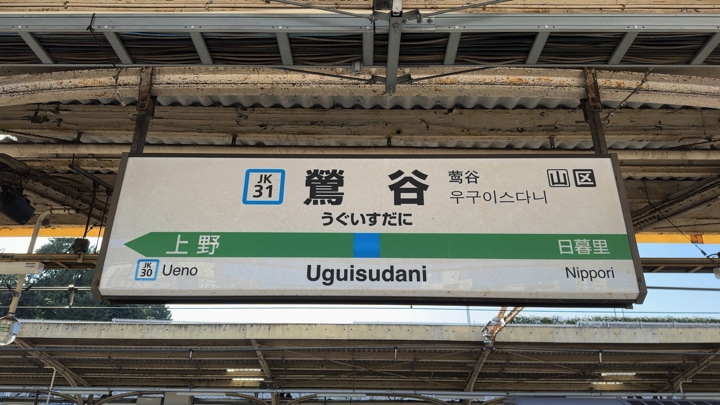 JK 31 鶯谷 莺谷 山 区
우구이스다니
うぐいすだに
上野 日暮里
JK 30 Ueno Uguisudani Nippori